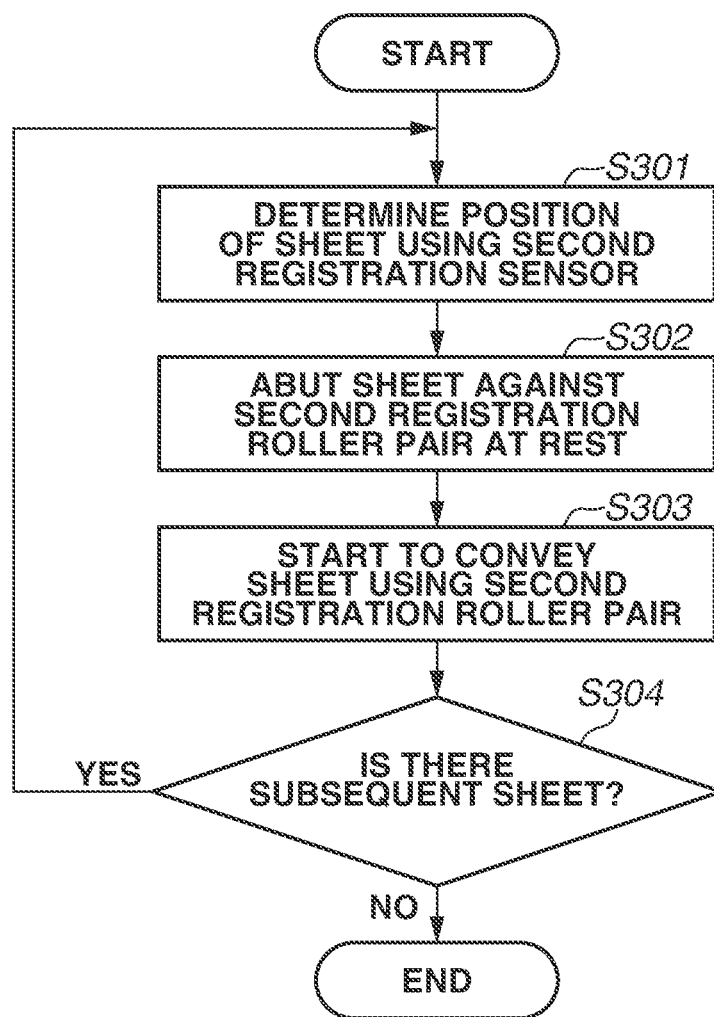 START
S301
DETERMINE POSITION
OF SHEET USING SECOND
REGISTRATION SENSOR
S302
ABUT SHEET AGAINST
SECOND REGISTRATION
ROLLER PAIR AT REST
S303
START TO CONVEY
SHEET USING SECOND
REGISTRATION ROLLER PAIR
S304
IS THERE
SUBSEQUENT SHEET?
YES
NO
END